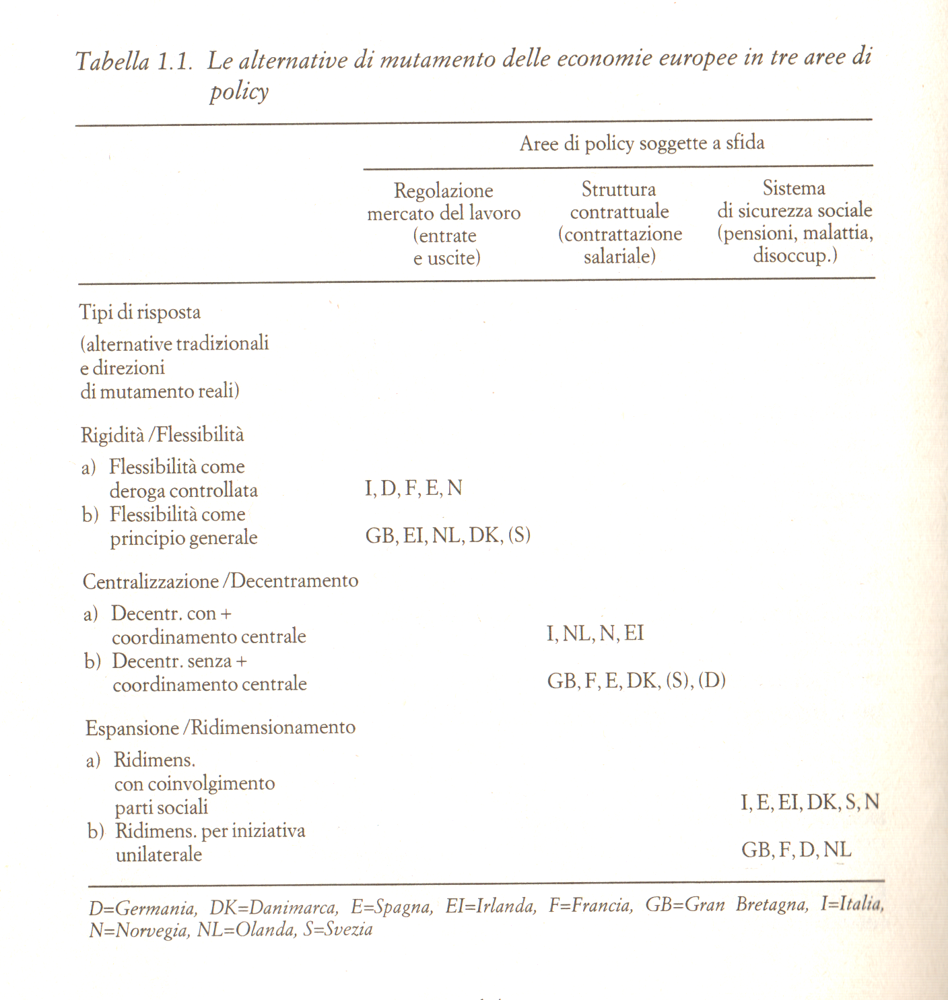 Tabella 1.1. Le alternative di mutamento delle economie europee in tre aree di
policy
Aree di policy soggette a sfida
Regolazione
mercato del lavoro
(entrate
e uscite)
Struttura
contrattuale
(contrattazione
salariale)
Sistema
di sicurezza sociale
(pensioni, malattia,
disoccup.)
Tipi di risposta
(alternative tradizionali
e direzioni
di mutamento reali)
Rigidità /Flessibilità
a) Flessibilità come
deroga controllata I, D, F, E, N
b) Flessibilità come
principio generale GB, EI, NL, DK, (S)
Centralizzazione /Decentramento
a) Decentr. con +
coordinamento centrale I, NL, N, EI
b) Decentr. senza +
coordinamento centrale GB, F, E, DK, (S), (D)
Espansione /Ridimensionamento
a) Ridimens.
con coinvolgimento
parti sociali I, E, EI, DK, S, N
b) Ridimens. per iniziativa
unilaterale GB, F, D, NL
D=Germania, DK=Danimarca, E=Spagna, EI=Irlanda, F=Francia, GB=Gran Bretagna, I=Italia,
N=Norvegia, NL=Olanda, S=Svezia